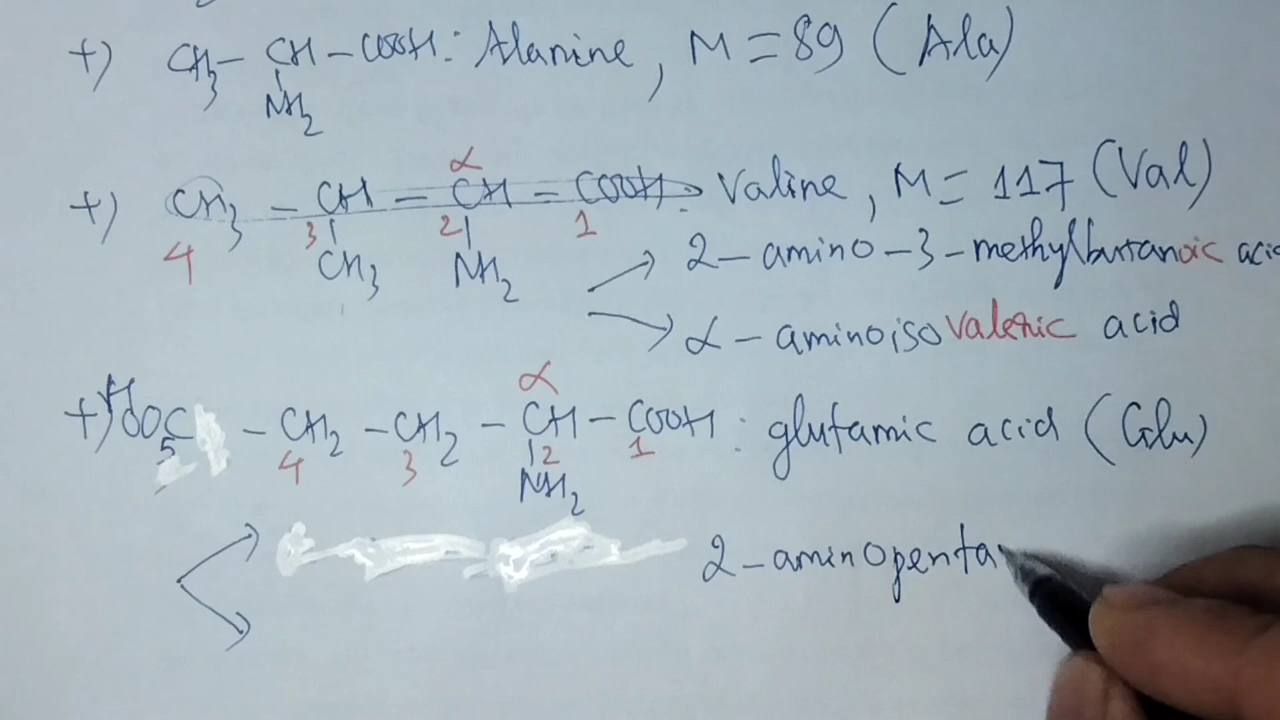 +) CH3 – CH – COOH : Alanine, M = 89 (Ala)
NH2
α
+) CH3 – CH – CH – COOH : Valine, M = 117 (Val)
4 3 2 1
CH3 NH2
2 – amino – 3 – methylbutanoic acid
α – aminoisovaleric acid
α
+) HOOC – CH2 – CH2 – CH – COOH : glutamic acid (Glu)
5 4 3 2 1
NH2
2 – aminopenta